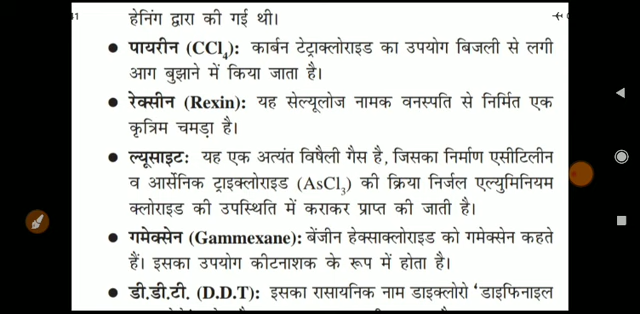 41
हेनिंग द्वारा की गई थी।
● पायरीन (CCl₄): कार्बन टेट्राक्लोराइड का उपयोग बिजली से लगी
आग बुझाने में किया जाता है।
● रेक्सीन (Rexin): यह सेल्यूलोज नामक वनस्पति से निर्मित एक
कृत्रिम चमड़ा है।
● ल्यूसाइट: यह एक अत्यंत विषैली गैस है, जिसका निर्माण एसीटिलीन
व आर्सेनिक ट्राइक्लोराइड (AsCl₃) की क्रिया निर्जल एल्युमिनियम
क्लोराइड की उपस्थिति में कराकर प्राप्त की जाती है।
● गमेक्सेन (Gammexane): बेंजीन हेक्साक्लोराइड को गमेक्सेन कहते
हैं। इसका उपयोग कीटनाशक के रूप में होता है।
● डी.डी.टी. (D.D.T): इसका रासायनिक नाम डाइक्लोरो 'डाइफिनाइल